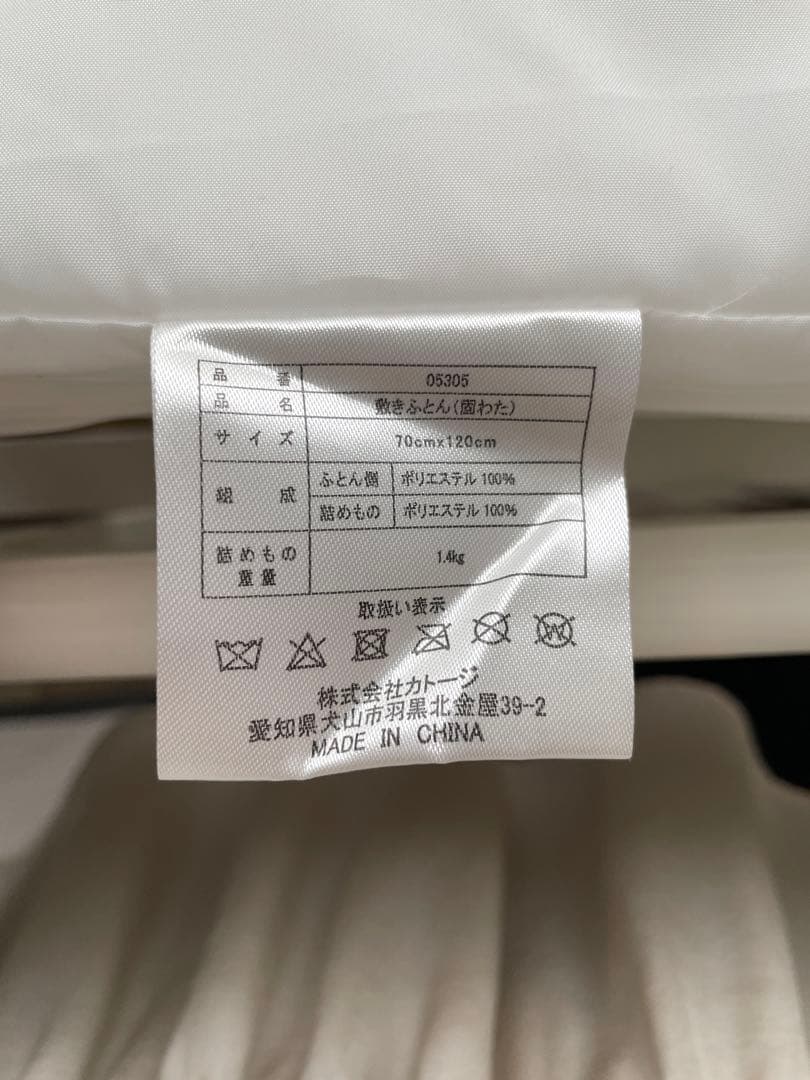 品番 05305
品名 敷きふとん(固わた)
サイズ 70cm×120cm
組成 ふとん側 ポリエステル 100%
詰めもの ポリエステル 100%
詰めもの重量 1.4kg
取扱い表示
株式会社カトージ
愛知県犬山市羽黒北金屋39-2
MADE IN CHINA